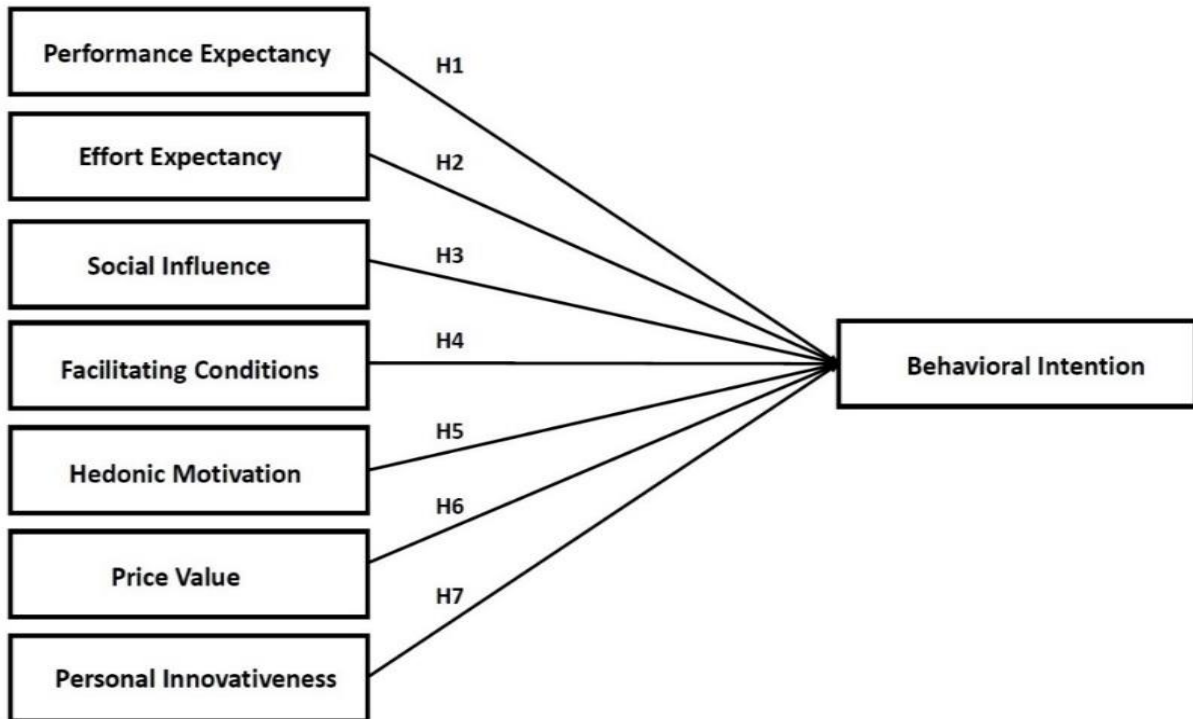 Performance Expectancy
H1
Effort Expectancy
H2
Social Influence
H3
Facilitating Conditions
H4
Behavioral Intention
Hedonic Motivation
H5
Price Value
H6
Personal Innovativeness
H7